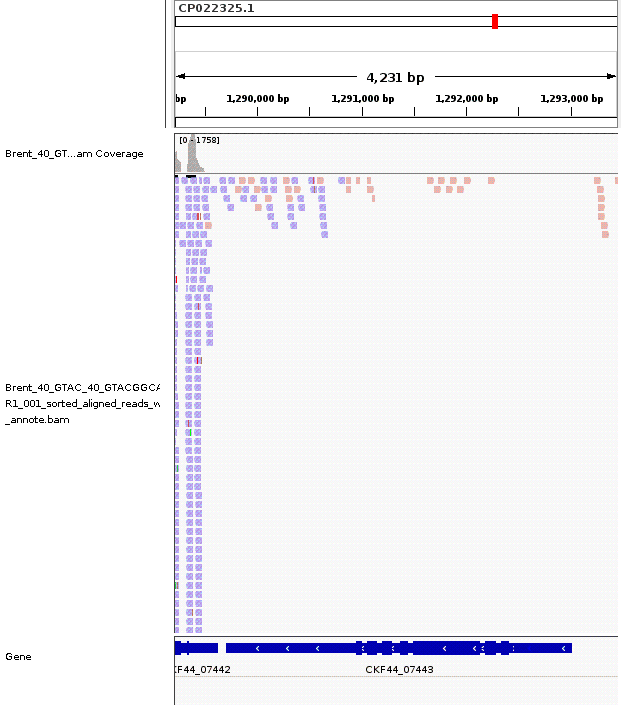 CP022325.1
4,231 bp
bp 1,290,000 bp 1,291,000 bp 1,292,000 bp 1,293,000 bp
[0 - 1758]
Brent_40_GT...am Coverage
Brent_40_GTAC_40_GTACGGCA
R1_001_sorted_aligned_reads_w
_annote.bam
Gene
KF44_07442 CKF44_07443